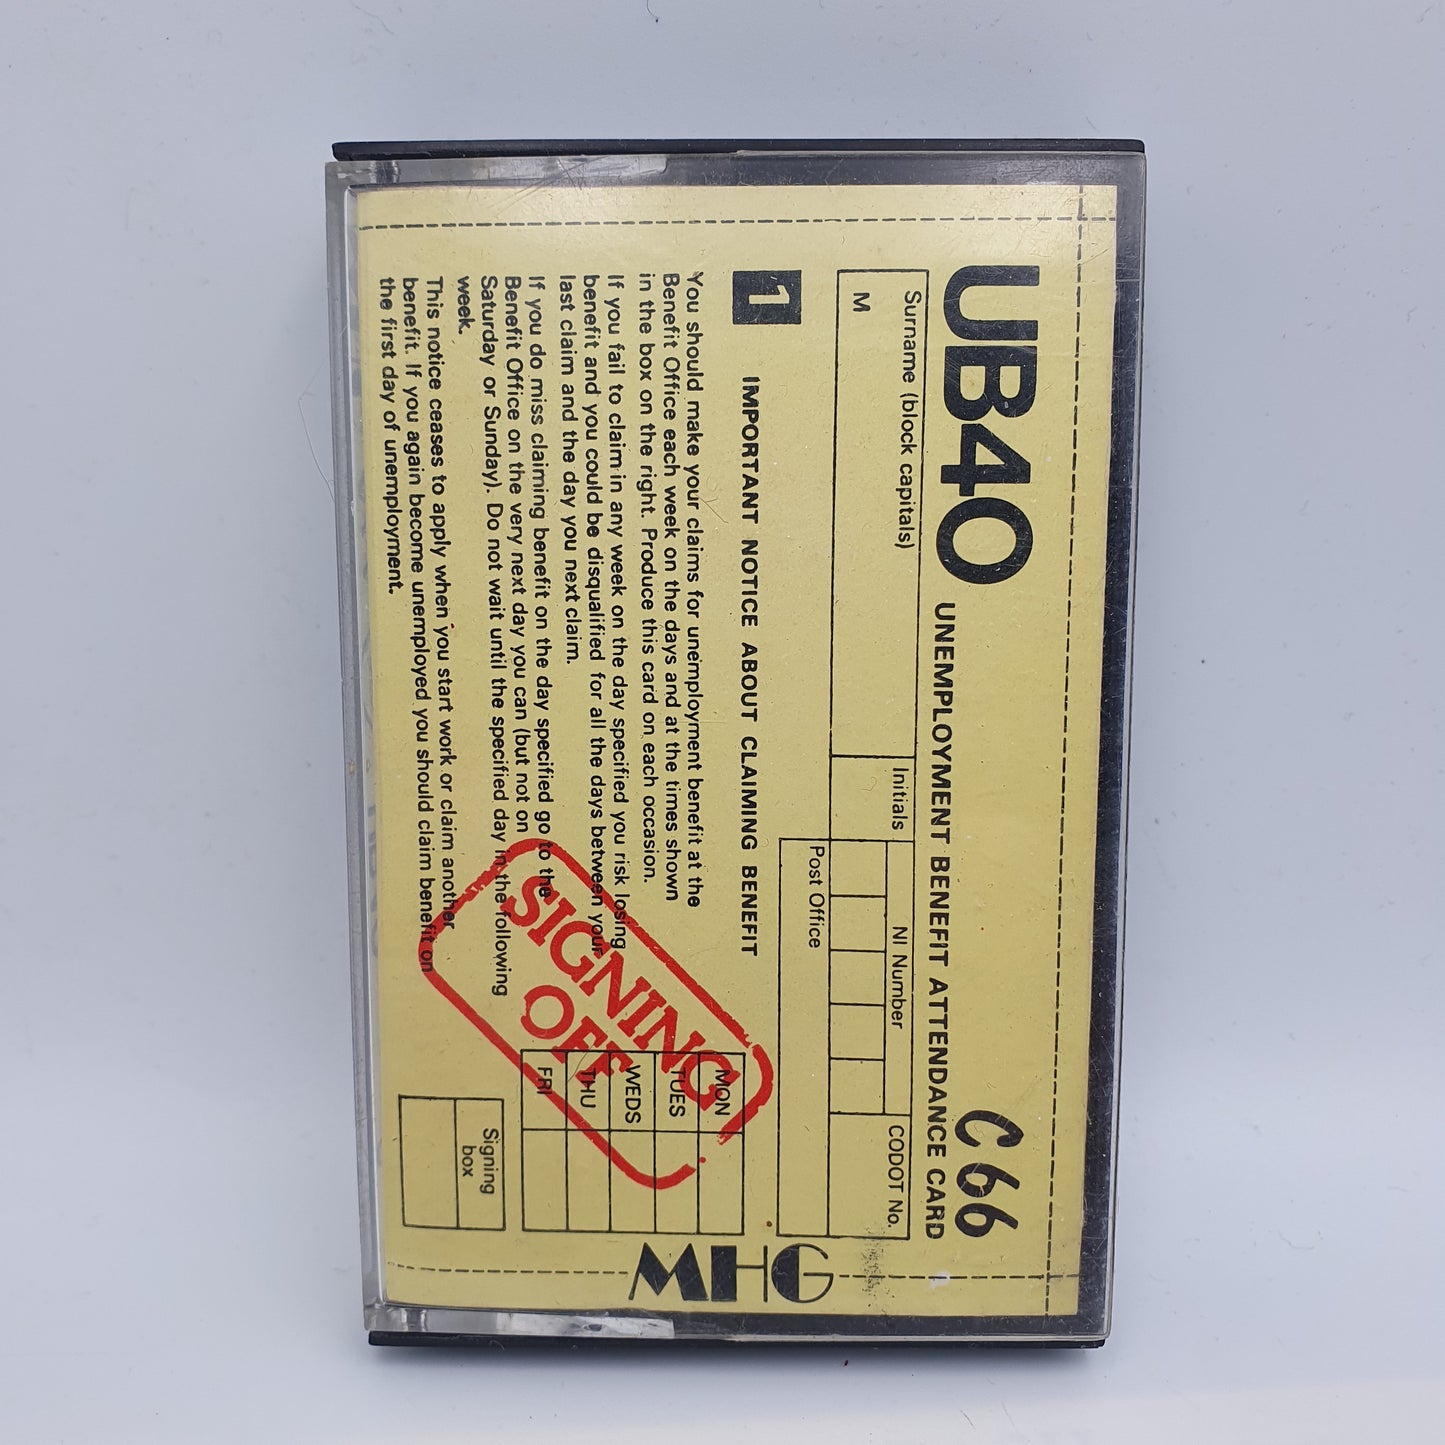 UB40 UNEMPLOYMENT BENEFIT ATTENDANCE CARD
C66
Surname (block capitals)
M
Initials
NI Number
CODOT No.
Post Office
1 IMPORTANT NOTICE ABOUT CLAIMING BENEFIT
You should make your claims for unemployment benefit at the
Benefit Office each week on the days and at the times shown
in the box on the right. Produce this card on each occasion.
If you fail to claim in any week on the day specified you risk losing
benefit and you could be disqualified for all the days between your
last claim and the day you next claim.
If you do miss claiming benefit on the day specified go to the
Benefit Office on the very next day you can (but not on
Saturday or Sunday). Do not wait until the specified day in the following
week.
This notice ceases to apply when you start work or claim another
benefit. If you again become unemployed you should claim benefit on
the first day of unemployment.
SIGNING
OFF
MON
TUES
WEDS
THU
FRI
Signing
box
MHG